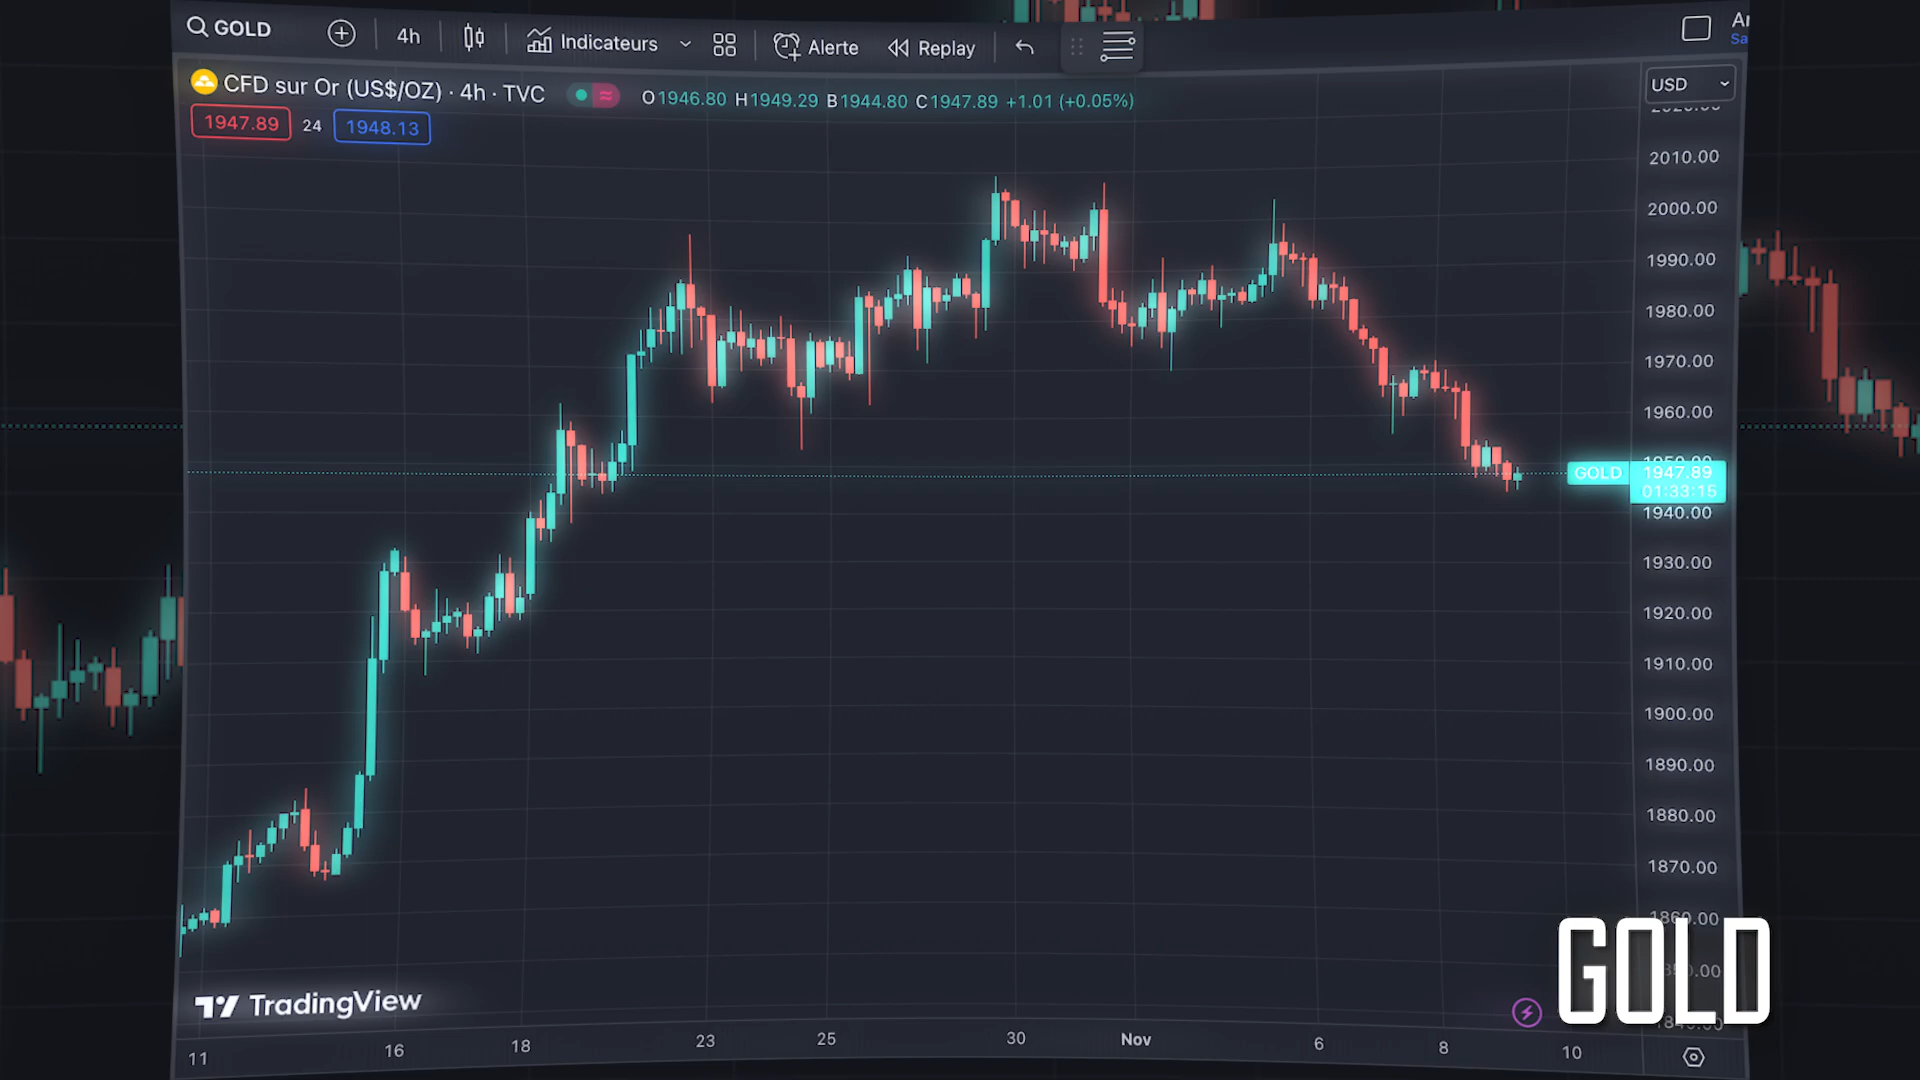 GOLD
4h
Indicateurs
Alerte
Replay
CFD sur Or (US$/OZ) · 4h · TVC
O1946.80 H1949.29 B1944.80 C1947.89 +1.01 (+0.05%)
1947.89 24 1948.13
USD
2010.00
2000.00
1990.00
1980.00
1970.00
1960.00
GOLD 1947.89
01:33:15
1940.00
1930.00
1920.00
1910.00
1900.00
1890.00
1880.00
1870.00
GOLD
TradingView
11 16 18 23 25 30 Nov 6 8 10